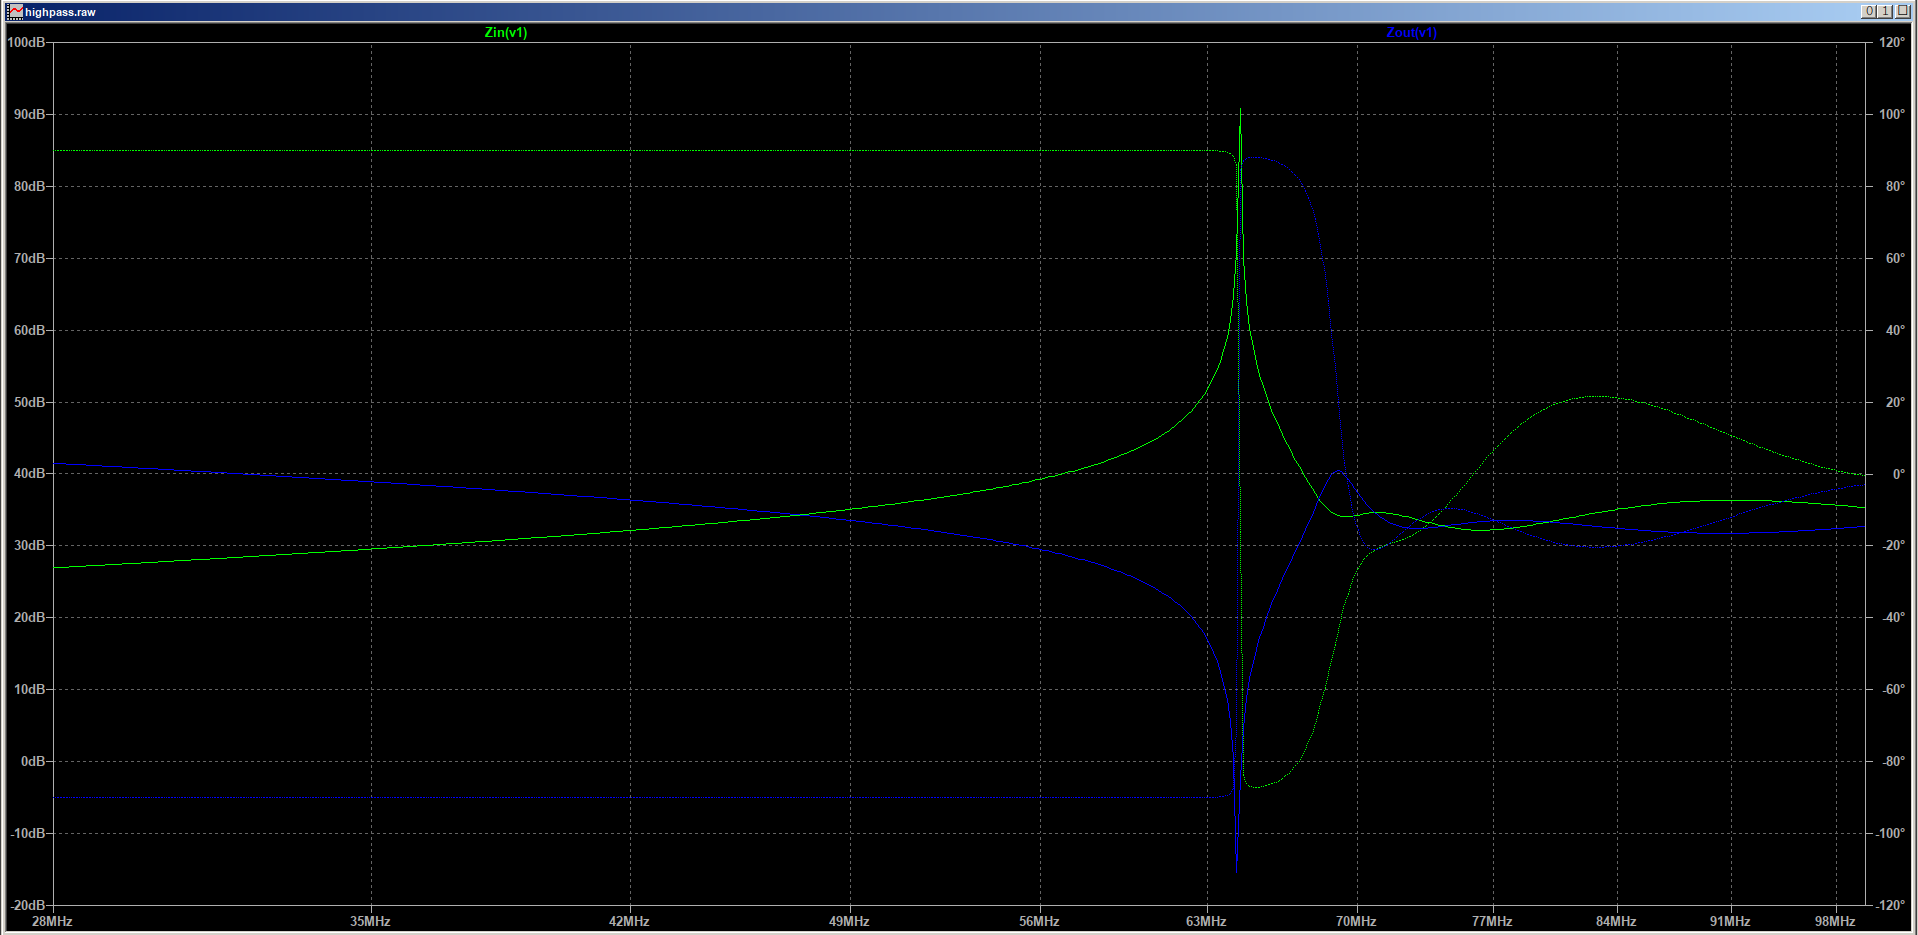 highpass.raw
Zin(v1) Zout(v1)
100dB 120°
90dB 100°
80dB 80°
70dB 60°
60dB 40°
50dB 20°
40dB 0°
30dB -20°
20dB -40°
10dB -60°
0dB -80°
-10dB -100°
-20dB -120°
28MHz 35MHz 42MHz 49MHz 56MHz 63MHz 70MHz 77MHz 84MHz 91MHz 98MHz